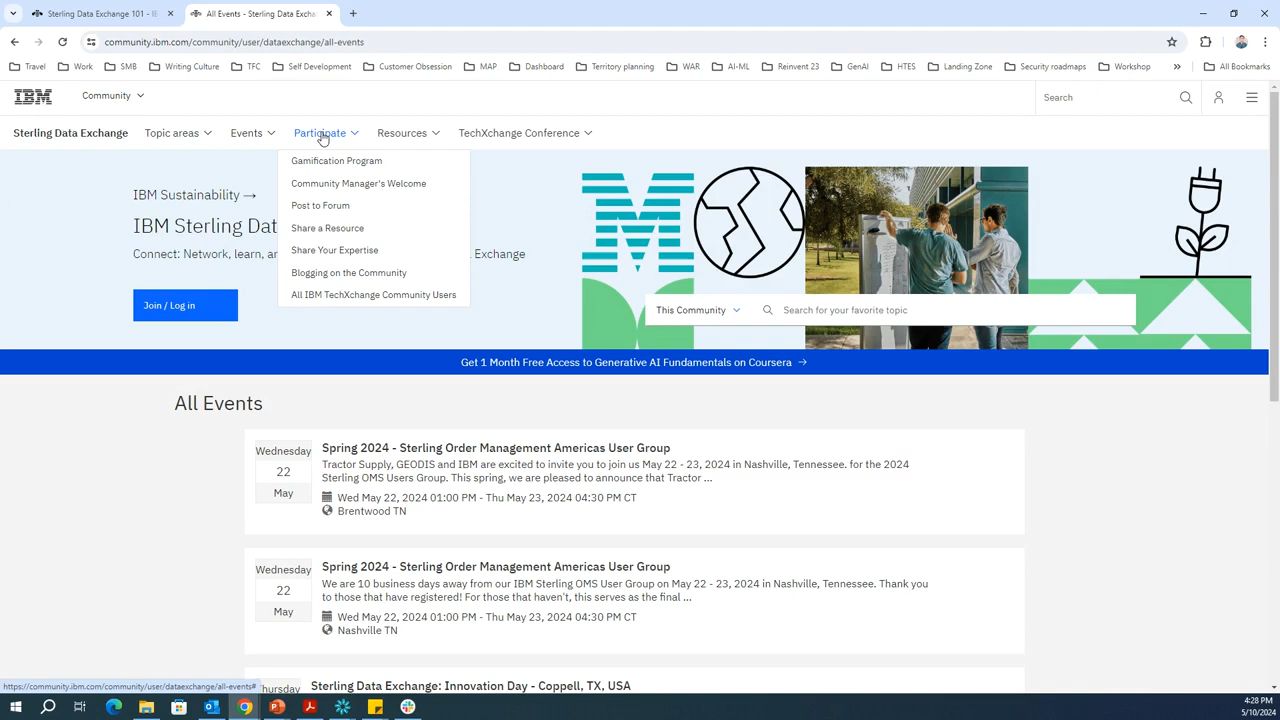 Sterling Data Exchange 101 - IB
All Events - Sterling Data Exchan
community.ibm.com/community/user/dataexchange/all-events
Travel
Work
SMB
Writing Culture
TFC
Self Development
Customer Obsession
MAP
Dashboard
Territory planning
WAR
AI-ML
Reinvent 23
GenAI
HTES
Landing Zone
Security roadmaps
Workshop
»
All Bookmarks
IBM
Community
Search
Sterling Data Exchange
Topic areas
Events
Participate
Resources
TechXchange Conference
Gamification Program
Community Manager's Welcome
Post to Forum
Share a Resource
Share Your Expertise
Blogging on the Community
All IBM TechXchange Community Users
IBM Sustainability →
IBM Sterling Dat
Connect: Network, learn, an
Exchange
Join / Log in
This Community
Search for your favorite topic
Get 1 Month Free Access to Generative AI Fundamentals on Coursera →
All Events
Wednesday
22
May
Spring 2024 - Sterling Order Management Americas User Group
Tractor Supply, GEODIS and IBM are excited to invite you to join us May 22 - 23, 2024 in Nashville, Tennessee. for the 2024
Sterling OMS Users Group. This spring, we are pleased to announce that Tractor ...
Wed May 22, 2024 01:00 PM - Thu May 23, 2024 04:30 PM CT
Brentwood TN
Wednesday
22
May
Spring 2024 - Sterling Order Management Americas User Group
We are 10 business days away from our IBM Sterling OMS User Group on May 22 - 23, 2024 in Nashville, Tennessee. Thank you
to those that have registered! For those that haven't, this serves as the final ...
Wed May 22, 2024 01:00 PM - Thu May 23, 2024 04:30 PM CT
Nashville TN
Thursday
Sterling Data Exchange: Innovation Day - Coppell, TX, USA
https://community.ibm.com/community/user/dataexchange/all-events#
4:28 PM
5/10/2024